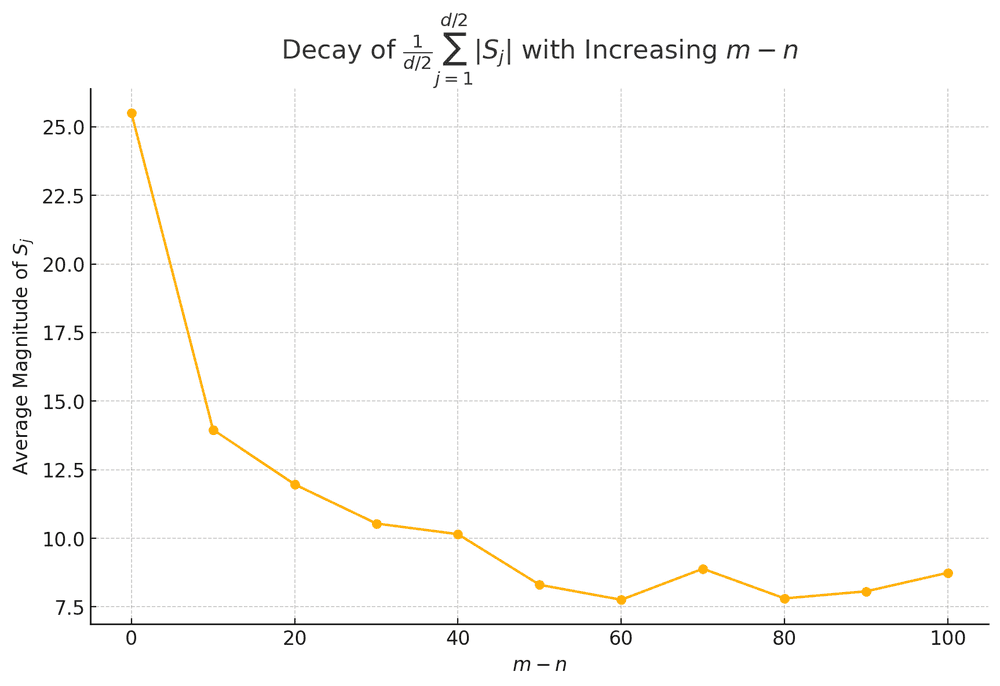 Decay of $\frac{1}{d/2}\sum_{j=1}^{d/2}|S_j|$ with Increasing $m-n$
Average Magnitude of $S_j$
25.0
22.5
20.0
17.5
15.0
12.5
10.0
7.5
0 20 40 60 80 100
$m-n$